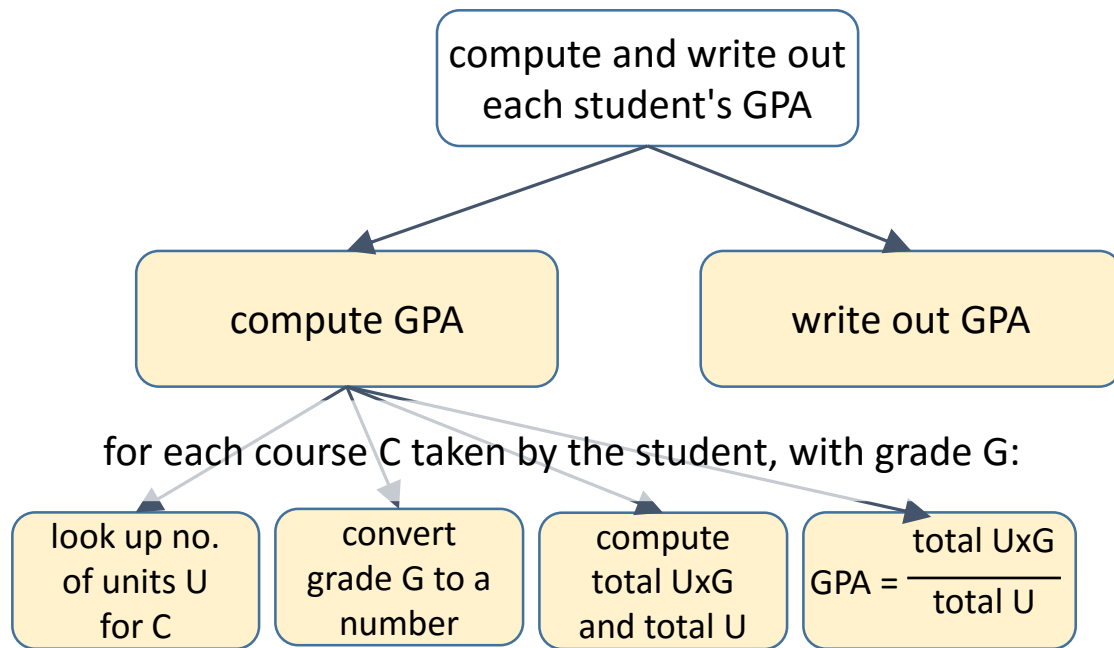 compute and write out
each student's GPA
compute GPA
write out GPA
for each course C taken by the student, with grade G:
look up no.
of units U
for C
convert
grade G to a
number
compute
total UxG
and total U
total UxG
GPA =
total U